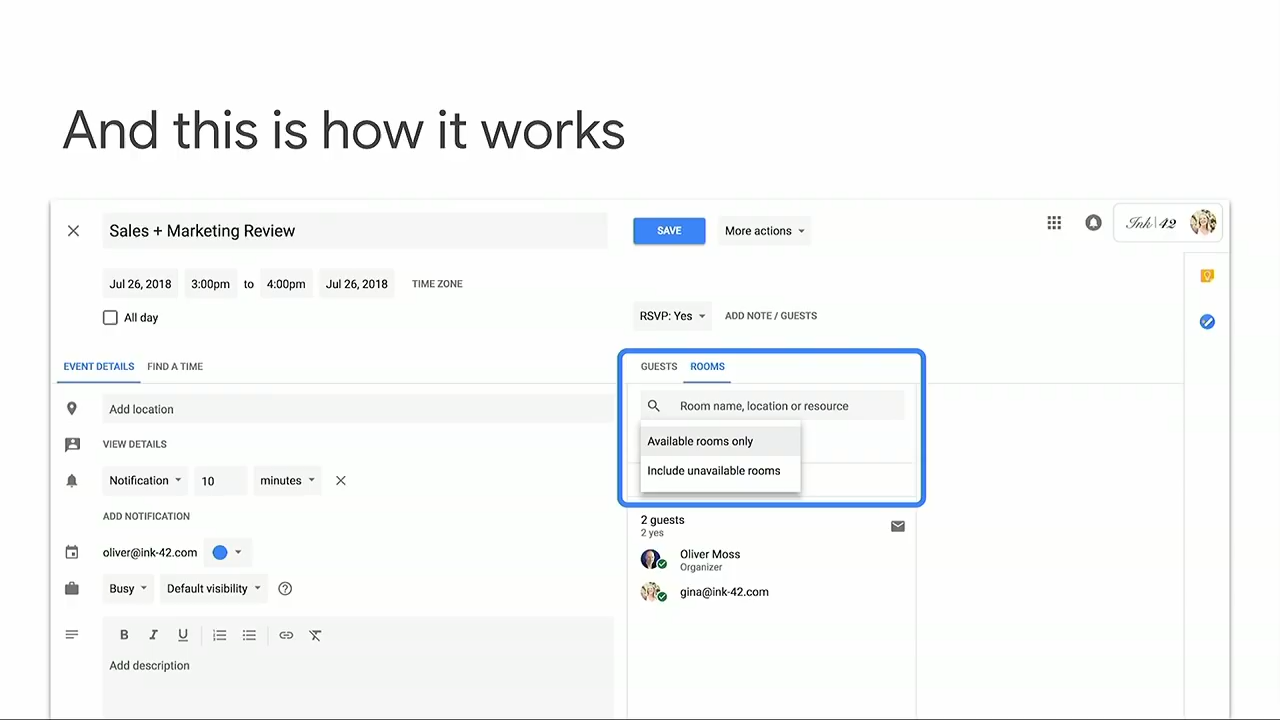 And this is how it works
Sales + Marketing Review
SAVE
More actions
Ink|42
Jul 26, 2018 3:00pm to 4:00pm Jul 26, 2018 TIME ZONE
All day
RSVP: Yes ADD NOTE / GUESTS
EVENT DETAILS FIND A TIME
GUESTS ROOMS
Add location
Room name, location or resource
VIEW DETAILS
Available rooms only
Include unavailable rooms
Notification 10 minutes
ADD NOTIFICATION
2 guests
2 yes
oliver@ink-42.com
Oliver Moss
Organizer
Busy Default visibility
gina@ink-42.com
B I U
Add description